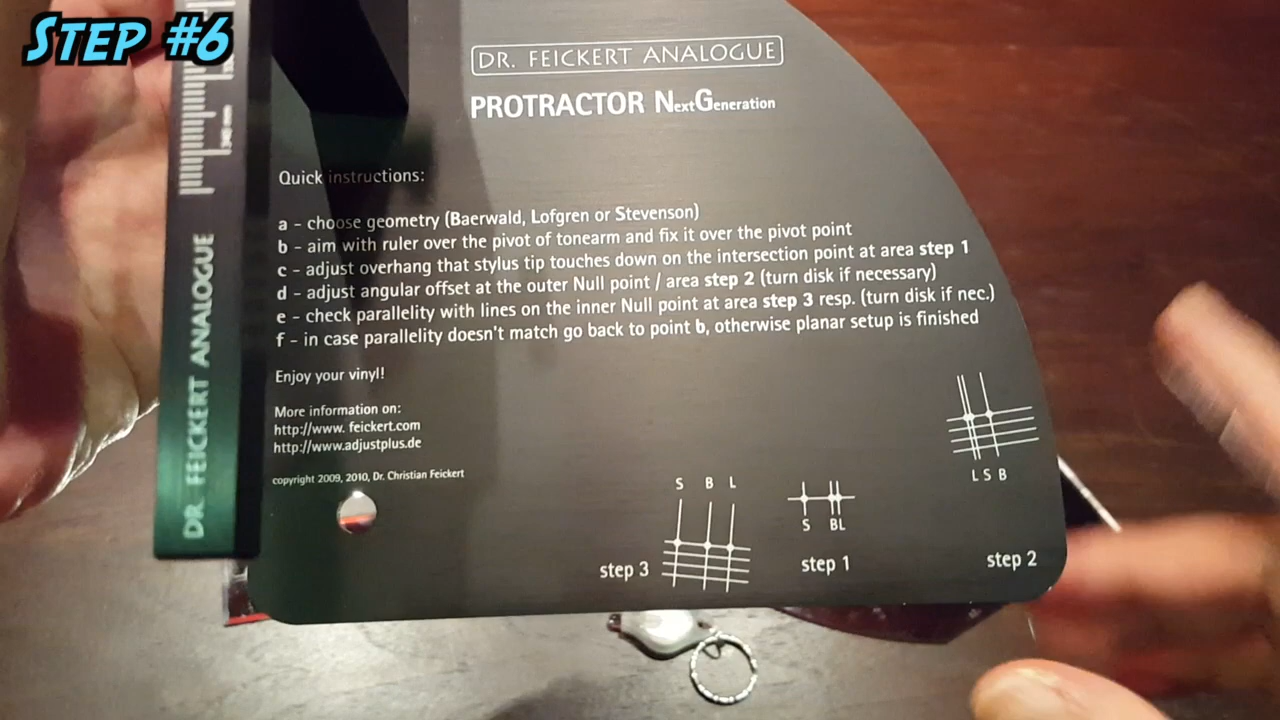 STEP #6
DR. FEICKERT ANALOGUE
PROTRACTOR NextGeneration
Quick instructions:
a - choose geometry (Baerwald, Lofgren or Stevenson)
b - aim with ruler over the pivot of tonearm and fix it over the pivot point
c - adjust overhang that stylus tip touches down on the intersection point at area step 1
d - adjust angular offset at the outer Null point / area step 2 (turn disk if necessary)
e - check parallelity with lines on the inner Null point at area step 3 resp. (turn disk if nec.)
f - in case parallelity doesn't match go back to point b, otherwise planar setup is finished
Enjoy your vinyl!
More information on:
http://www. feickert.com
http://www.adjustplus.de
copyright 2009, 2010, Dr. Christian Feickert
DR. FEICKERT ANALOGUE
L S B
S B L
S BL
step 3
step 1
step 2